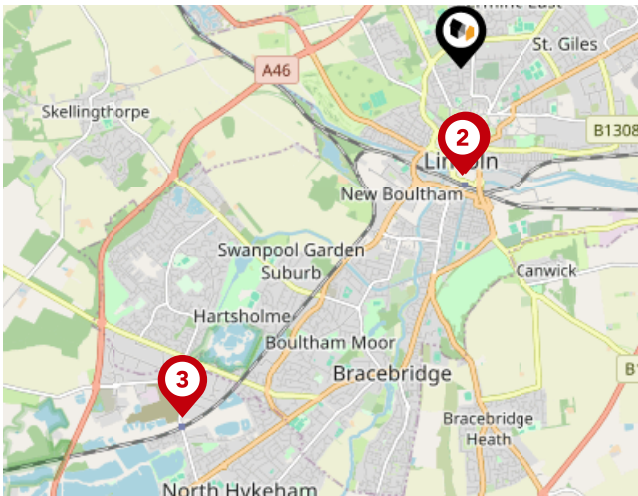 St. Giles
A46
Skellingthorpe
B1308
2
Lincoln
New Boultham
Swanpool Garden
Suburb
Canwick
Hartsholme
Boultham Moor
3
Bracebridge
Bracebridge
Heath
North Hykeham